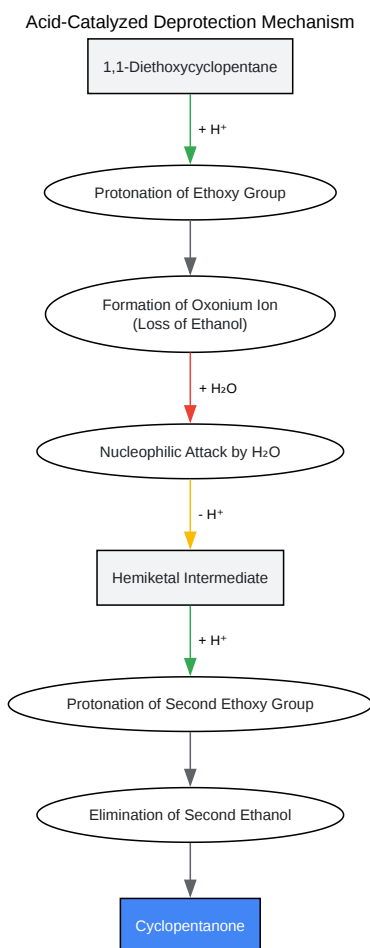 Acid-Catalyzed Deprotection Mechanism
1,1-Diethoxycyclopentane
+ H⁺
Protonation of Ethoxy Group
Formation of Oxonium Ion
(Loss of Ethanol)
+ H₂O
Nucleophilic Attack by H₂O
- H⁺
Hemiketal Intermediate
+ H⁺
Protonation of Second Ethoxy Group
Elimination of Second Ethanol
Cyclopentanone